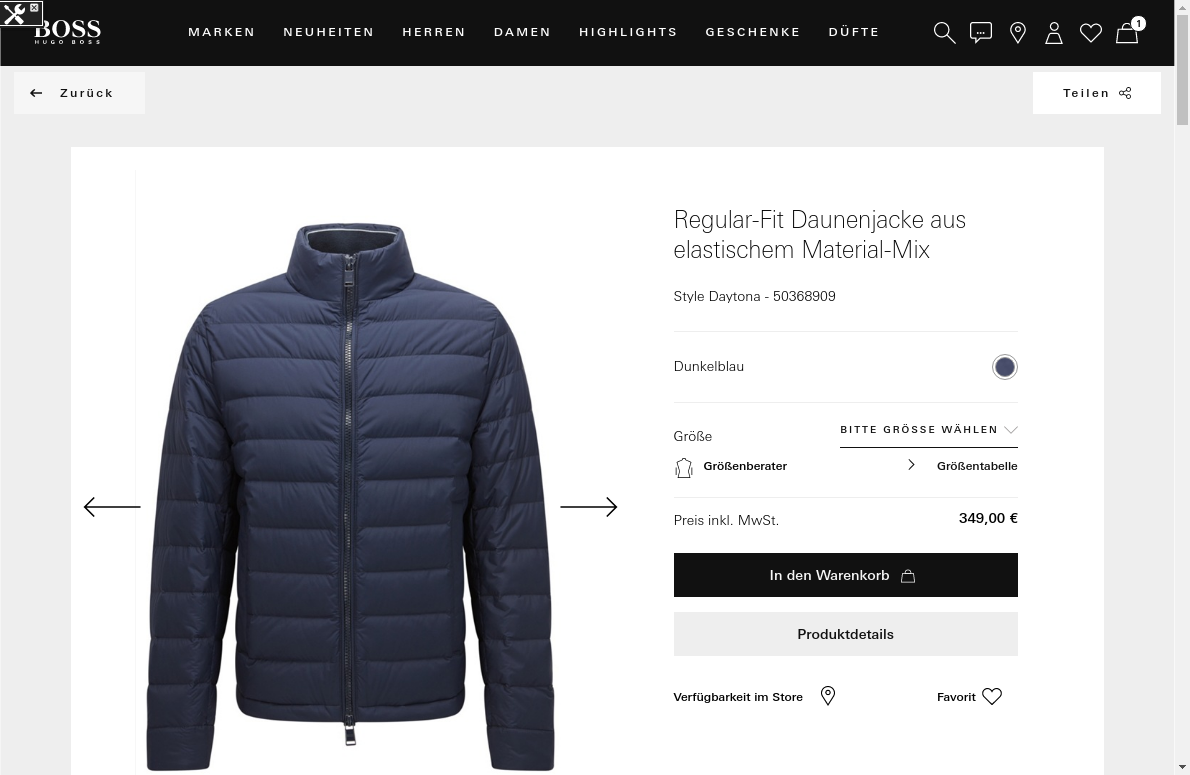 BOSS
HUGO BOSS
MARKEN NEUHEITEN HERREN DAMEN HIGHLIGHTS GESCHENKE DÜFTE
1
Zurück
Teilen
Regular-Fit Daunenjacke aus
elastischem Material-Mix
Style Daytona - 50368909
Dunkelblau
BITTE GRÖSSE WÄHLEN
Größe
Größenberater
Größentabelle
Preis inkl. MwSt.
349,00 €
In den Warenkorb
Produktdetails
Verfügbarkeit im Store
Favorit